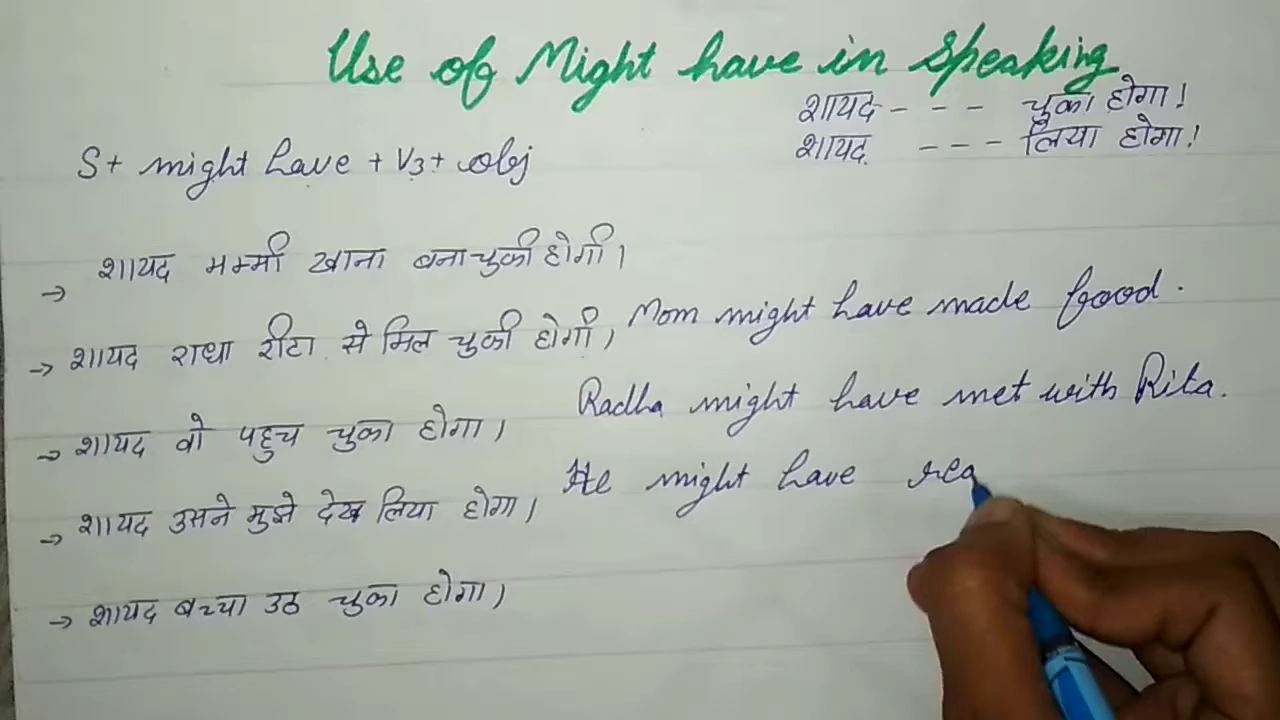 Use of Might have in Speaking
शायद - - - चुका होगा!
शायद - - - लिया होगा!
S + might have + V3 + obj
→ शायद मम्मी खाना बना चुकी होगी।
Mom might have made food.
→ शायद राधा रीटा से मिल चुकी होगी।
Radha might have met with Rita.
→ शायद वो पहुच चुका होगा।
He might have rea
→ शायद उसने मुझे देख लिया होगा।
→ शायद बच्चा उठ चुका होगा।